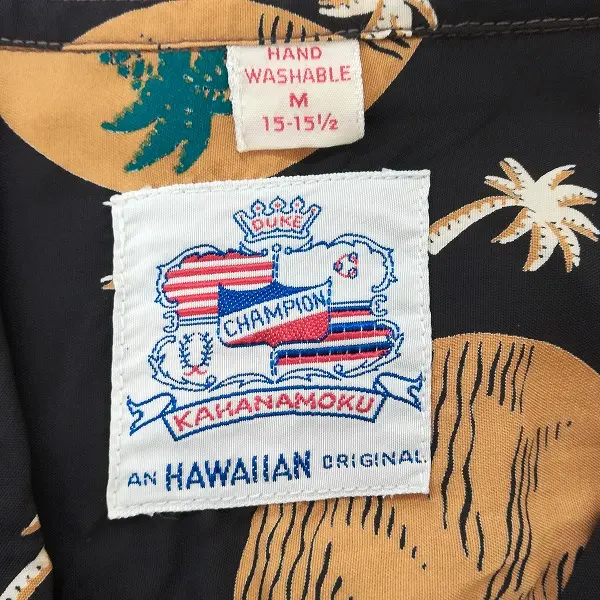 HAND
WASHABLE
M
15-15½
DUKE
CHAMPION
KAHANAMOKU
AN HAWAIIAN ORIGINAL